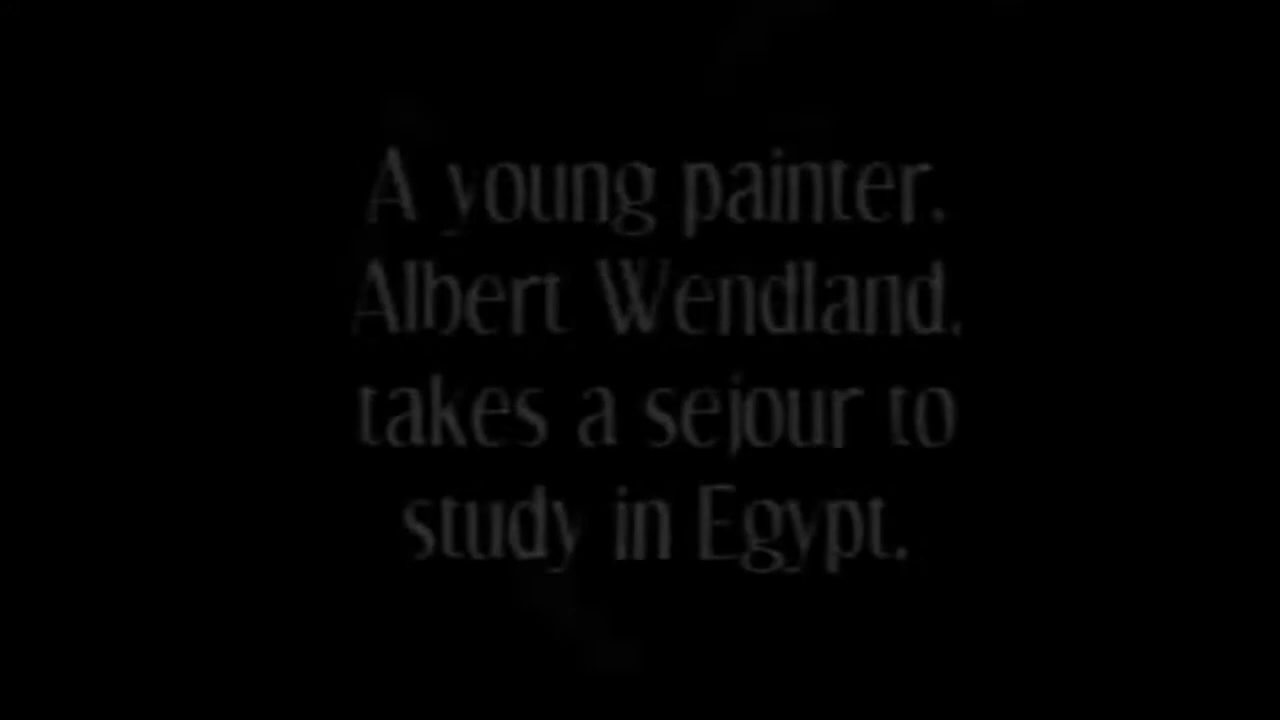 A young painter,
Albert Wendland,
takes a sejour to
study in Egypt.